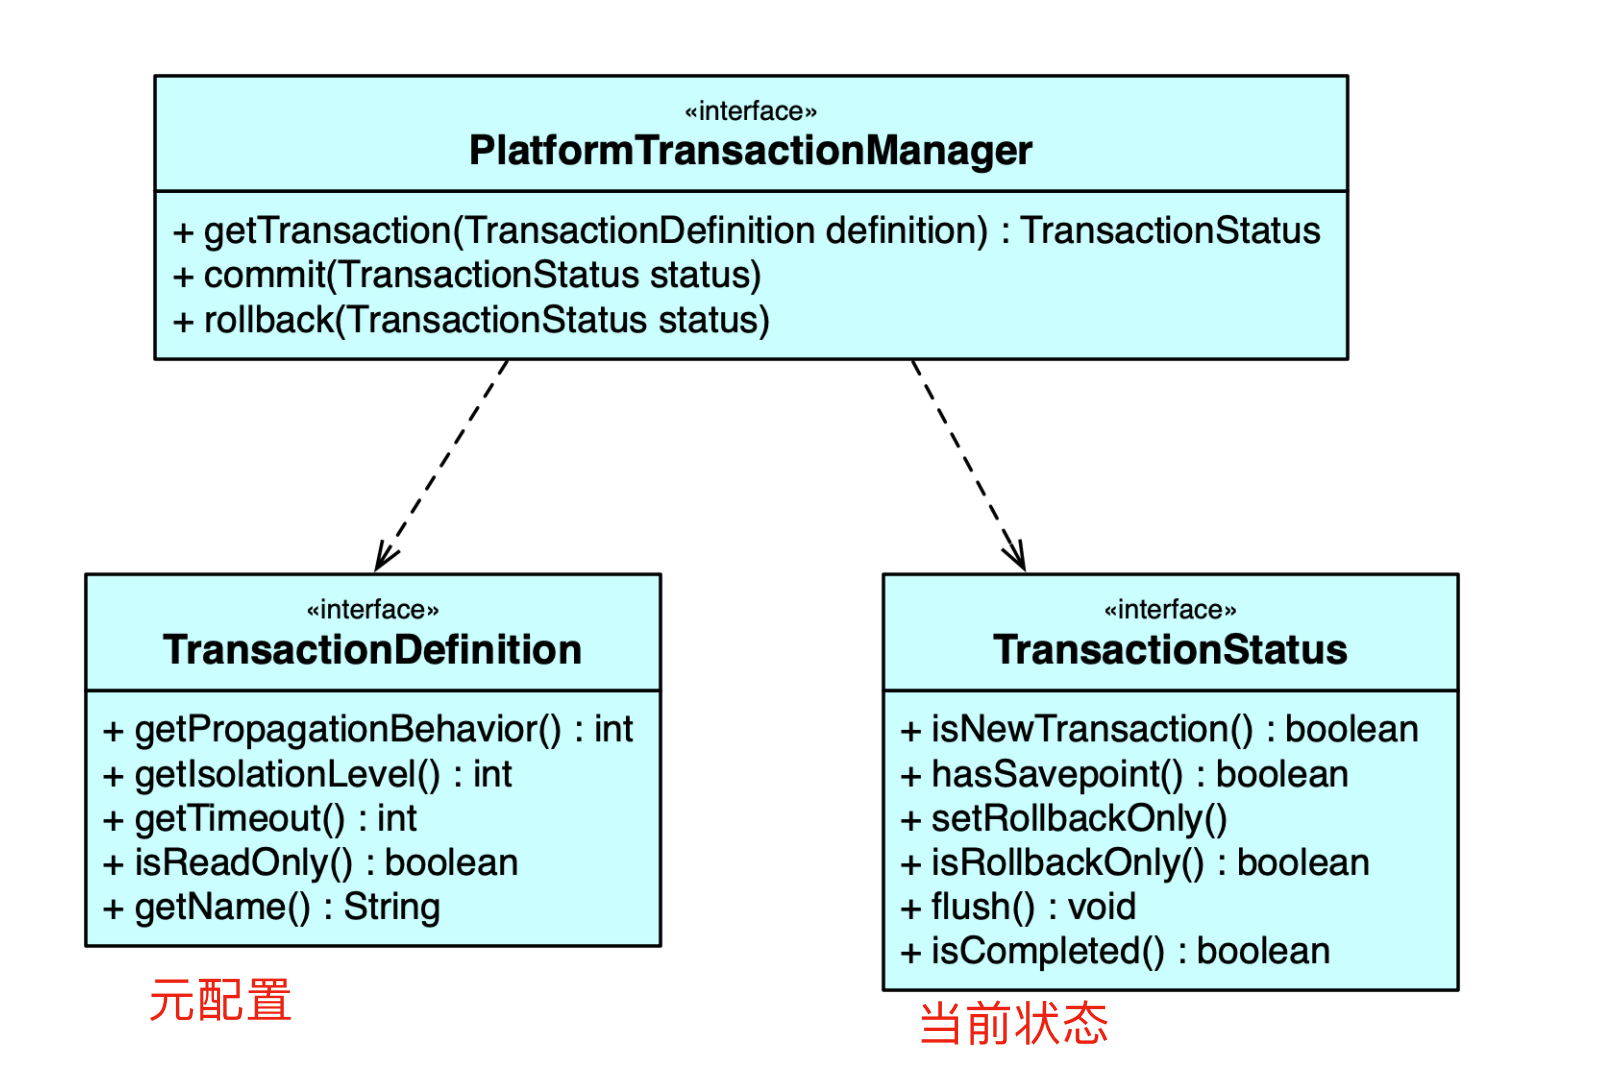 «interface»
PlatformTransactionManager
+ getTransaction(TransactionDefinition definition) : TransactionStatus
+ commit(TransactionStatus status)
+ rollback(TransactionStatus status)
«interface»
TransactionDefinition
+ getPropagationBehavior() : int
+ getIsolationLevel() : int
+ getTimeout() : int
+ isReadOnly() : boolean
+ getName() : String
元配置
«interface»
TransactionStatus
+ isNewTransaction() : boolean
+ hasSavepoint() : boolean
+ setRollbackOnly()
+ isRollbackOnly() : boolean
+ flush() : void
+ isCompleted() : boolean
当前状态